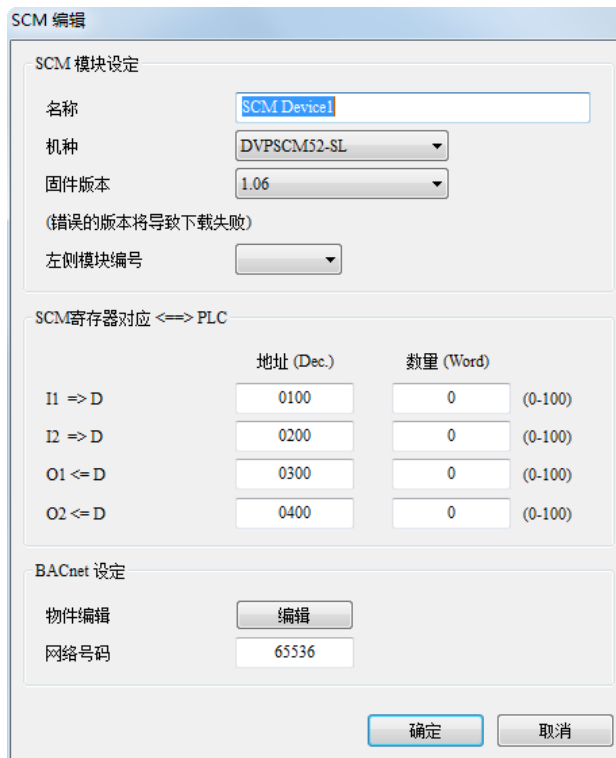 SCM 编辑
SCM 模块设定
名称 SCM Device1
机种 DVPSCM52-SL
固件版本 1.06
(错误的版本将导致下载失败)
左侧模块编号
SCM寄存器对应 <==> PLC
地址 (Dec.) 数量 (Word)
I1 => D 0100 0 (0-100)
I2 => D 0200 0 (0-100)
O1 <= D 0300 0 (0-100)
O2 <= D 0400 0 (0-100)
BACnet 设定
物件编辑 编辑
网络号码 65536
确定 取消